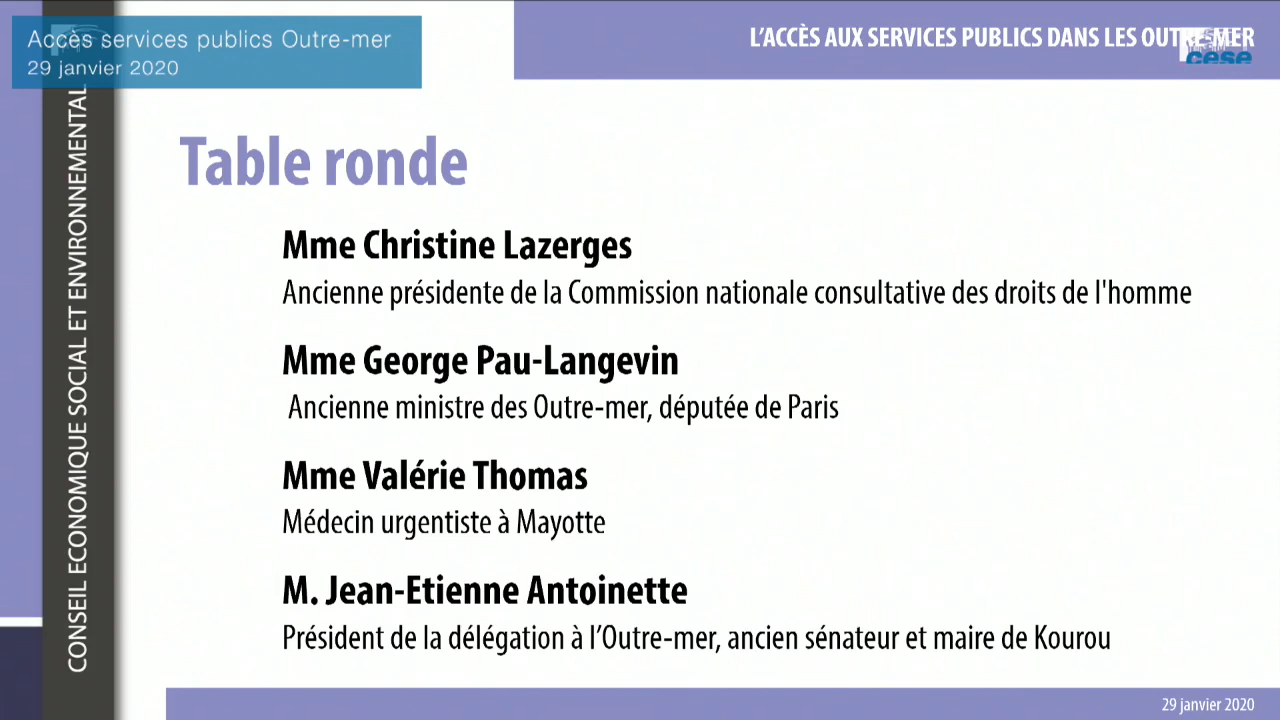 Accès services publics Outre-mer
29 janvier 2020
L’ACCÈS AUX SERVICES PUBLICS DANS LES OUTRE-MER
cese
CONSEIL ECONOMIQUE SOCIAL ET ENVIRONNEMENTAL
Table ronde
Mme Christine Lazerges
Ancienne présidente de la Commission nationale consultative des droits de l'homme
Mme George Pau-Langevin
Ancienne ministre des Outre-mer, députée de Paris
Mme Valérie Thomas
Médecin urgentiste à Mayotte
M. Jean-Etienne Antoinette
Président de la délégation à l’Outre-mer, ancien sénateur et maire de Kourou
29 janvier 2020